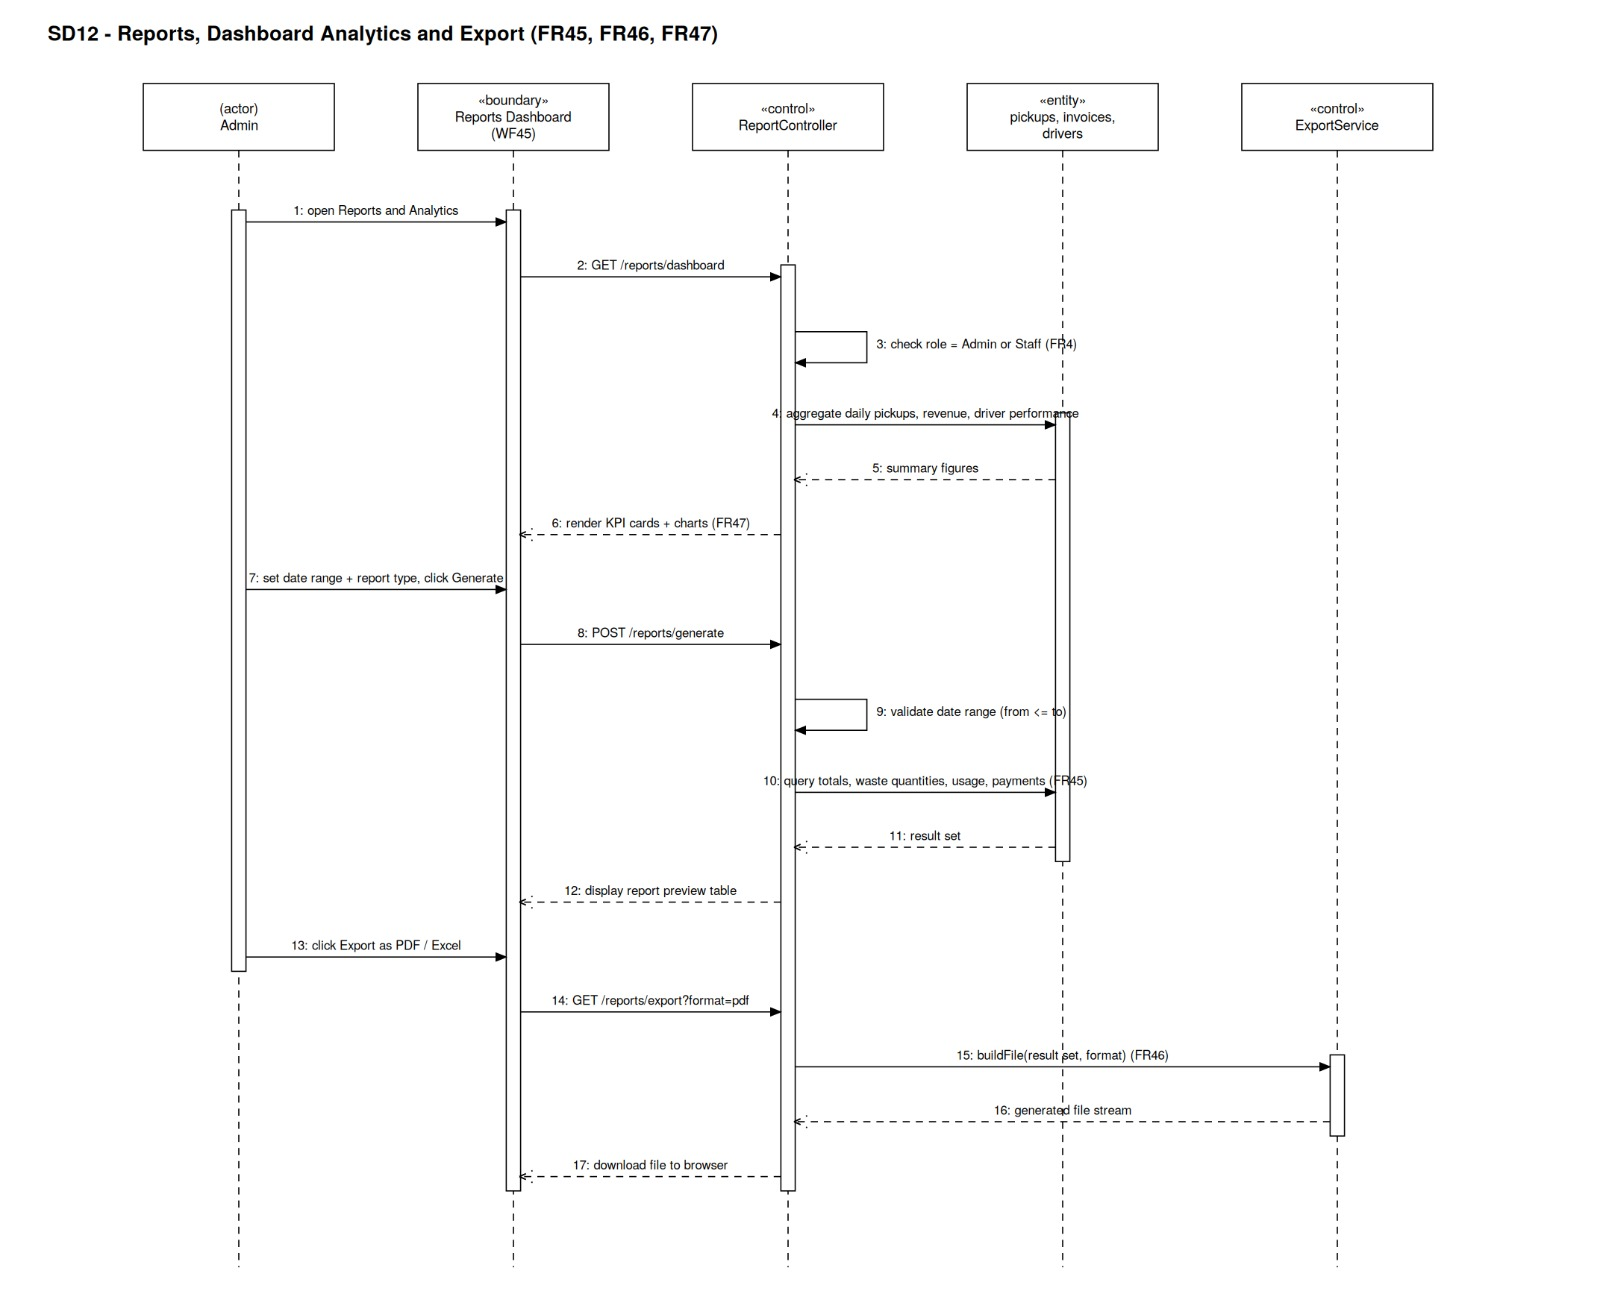 SD12 - Reports, Dashboard Analytics and Export (FR45, FR46, FR47)
(actor)
Admin
«boundary»
Reports Dashboard
(WF45)
«control»
ReportController
«entity»
pickups, invoices,
drivers
«control»
ExportService
1: open Reports and Analytics
2: GET /reports/dashboard
3: check role = Admin or Staff (FR4)
4: aggregate daily pickups, revenue, driver performance
5: summary figures
6: render KPI cards + charts (FR47)
7: set date range + report type, click Generate
8: POST /reports/generate
9: validate date range (from <= to)
10: query totals, waste quantities, usage, payments (FR45)
11: result set
12: display report preview table
13: click Export as PDF / Excel
14: GET /reports/export?format=pdf
15: buildFile(result set, format) (FR46)
16: generated file stream
17: download file to browser